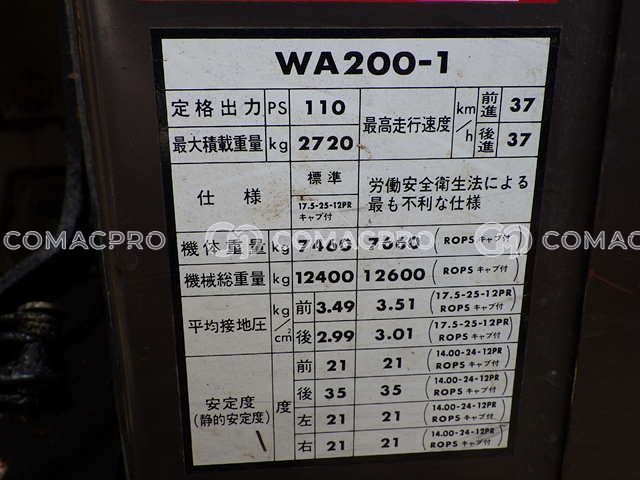 WA200-1
定格出力 PS 110 最高走行速度 km/h 前進 37
最大積載重量 kg 2720 後進 37
仕様 標準 17.5-25-12PR キャブ付 労働安全衛生法による最も不利な仕様
機体重量 kg 7460 7660 (ROPS キャブ付)
機械総重量 kg 12400 12600 (ROPS キャブ付)
平均接地圧 kg/cm² 前 3.49 3.51 (17.5-25-12PR ROPS キャブ付)
後 2.99 3.01 (17.5-25-12PR ROPS キャブ付)
安定度 (静的安定度) 度 前 21 21 (14.00-24-12PR ROPS キャブ付)
後 35 35 (14.00-24-12PR ROPS キャブ付)
左 21 21 (14.00-24-12PR ROPS キャブ付)
右 21 21 (14.00-24-12PR ROPS キャブ付)
COMACPRO COMACPRO COMACPRO